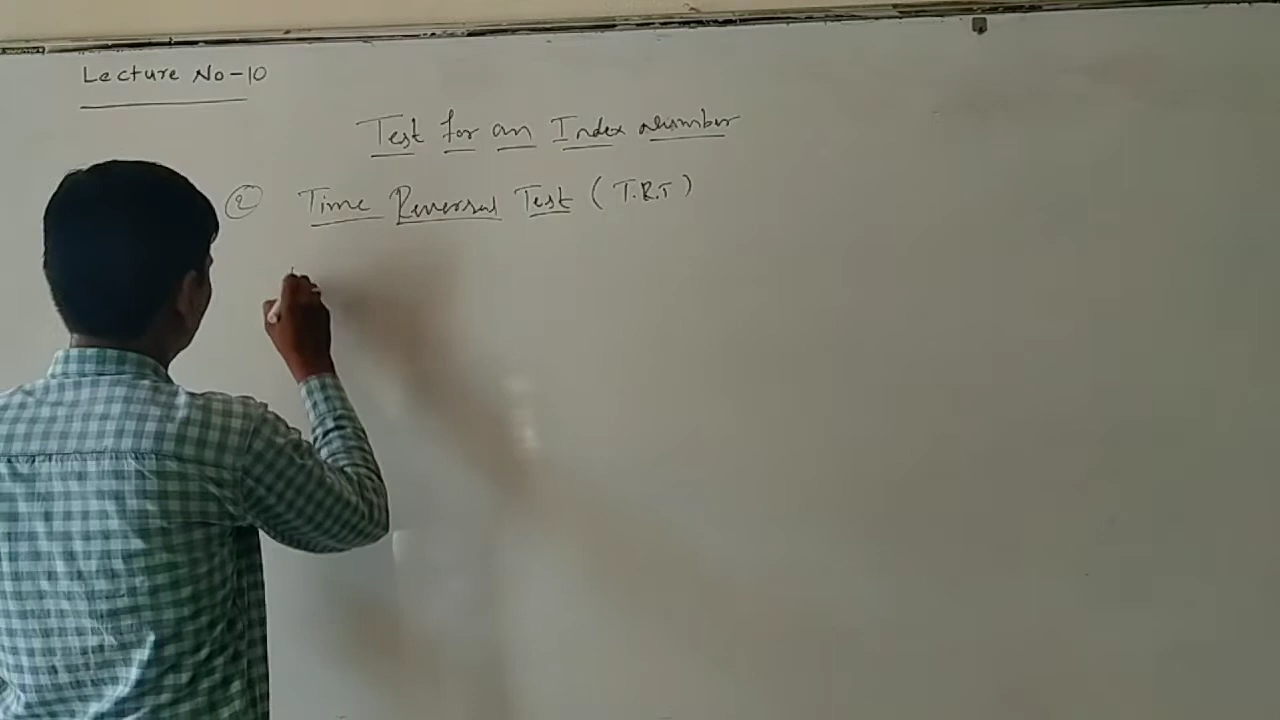 Lecture No-10
Test for an Index Number
② Time Reversal Test (T.R.T)